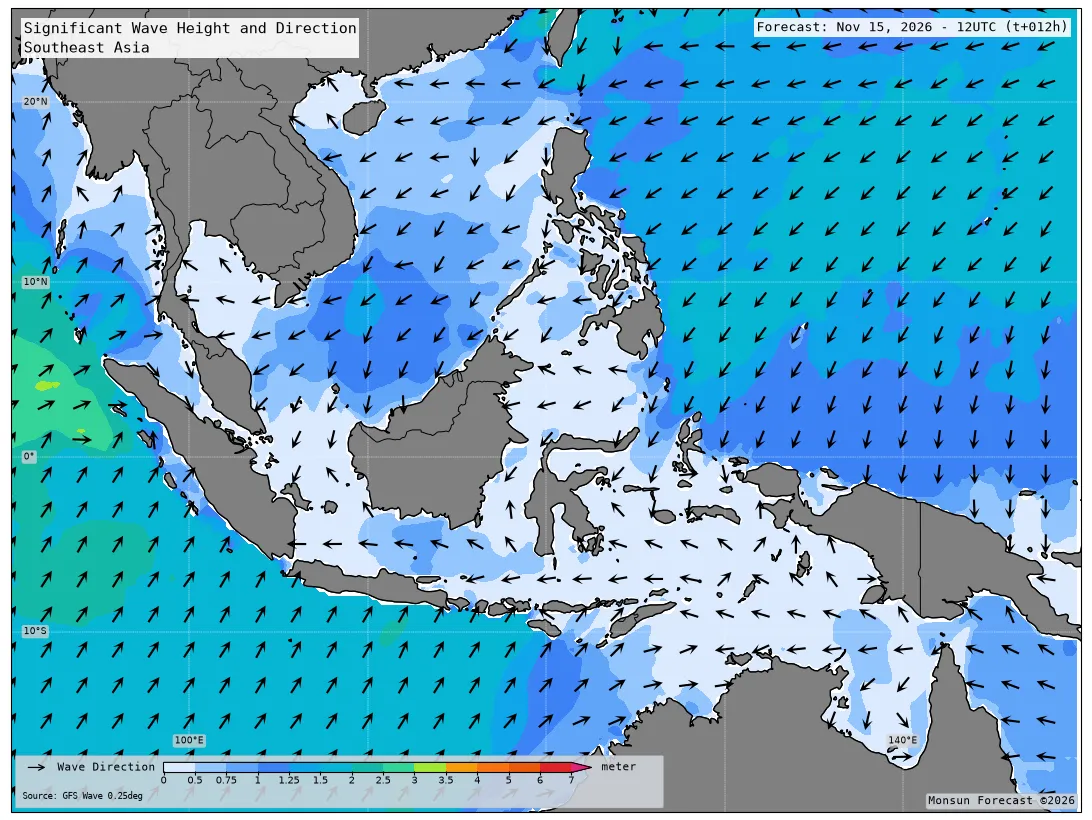 Significant Wave Height and Direction
Southeast Asia
Forecast: Nov 15, 2026 - 12UTC (t+012h)
20°N
10°N
0°
10°S
100°E
140°E
Wave Direction
meter
0 0.5 0.75 1 1.25 1.5 2 2.5 3 3.5 4 5 6 7
Source: GFS Wave 0.25deg
Monsun Forecast ©2026